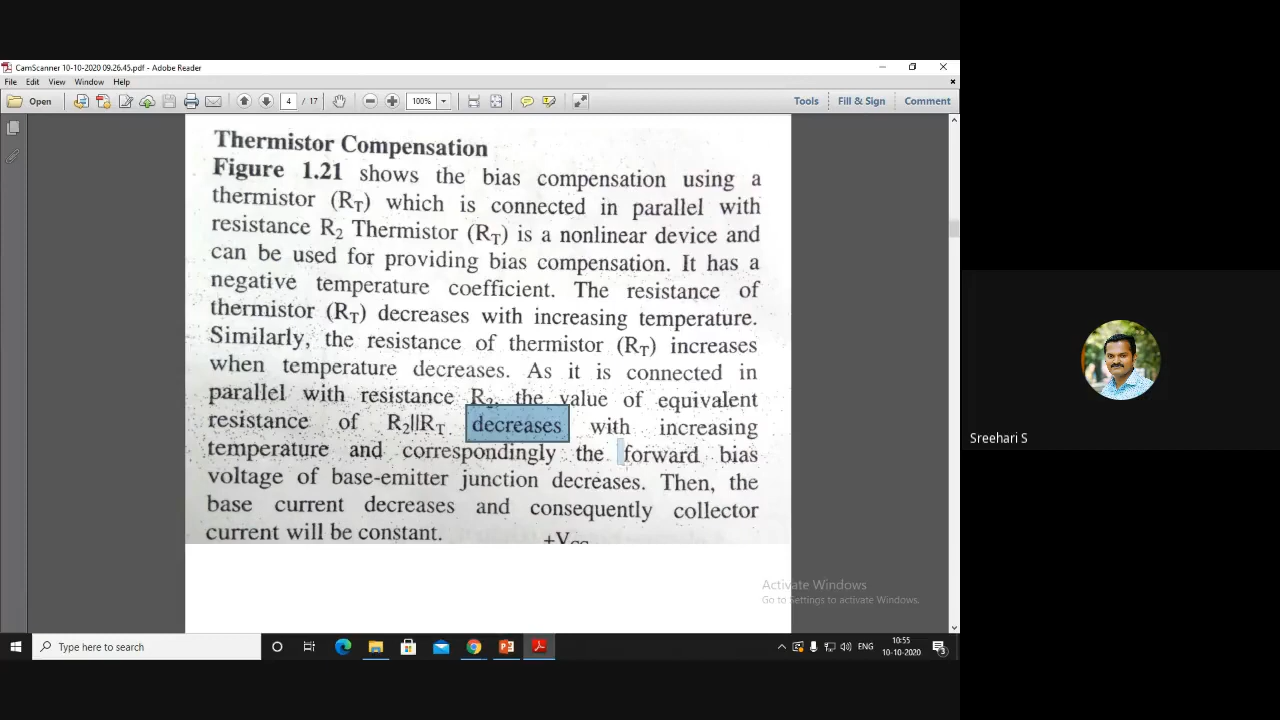 CamScanner 10-10-2020 09.26.45.pdf - Adobe Reader
File Edit View Window Help
Open 4 / 17 100% Tools Fill & Sign Comment
Thermistor Compensation
Figure 1.21 shows the bias compensation using a
thermistor (RT) which is connected in parallel with
resistance R2 Thermistor (RT) is a nonlinear device and
can be used for providing bias compensation. It has a
negative temperature coefficient. The resistance of
thermistor (RT) decreases with increasing temperature.
Similarly, the resistance of thermistor (RT) increases
when temperature decreases. As it is connected in
parallel with resistance R2, the value of equivalent
resistance of R2||RT decreases with increasing
temperature and correspondingly the forward bias
voltage of base-emitter junction decreases. Then, the
base current decreases and consequently collector
current will be constant.
+VCC
Sreehari S
Activate Windows
Go to Settings to activate Windows.
Type here to search
ENG
10:55
10-10-2020
3